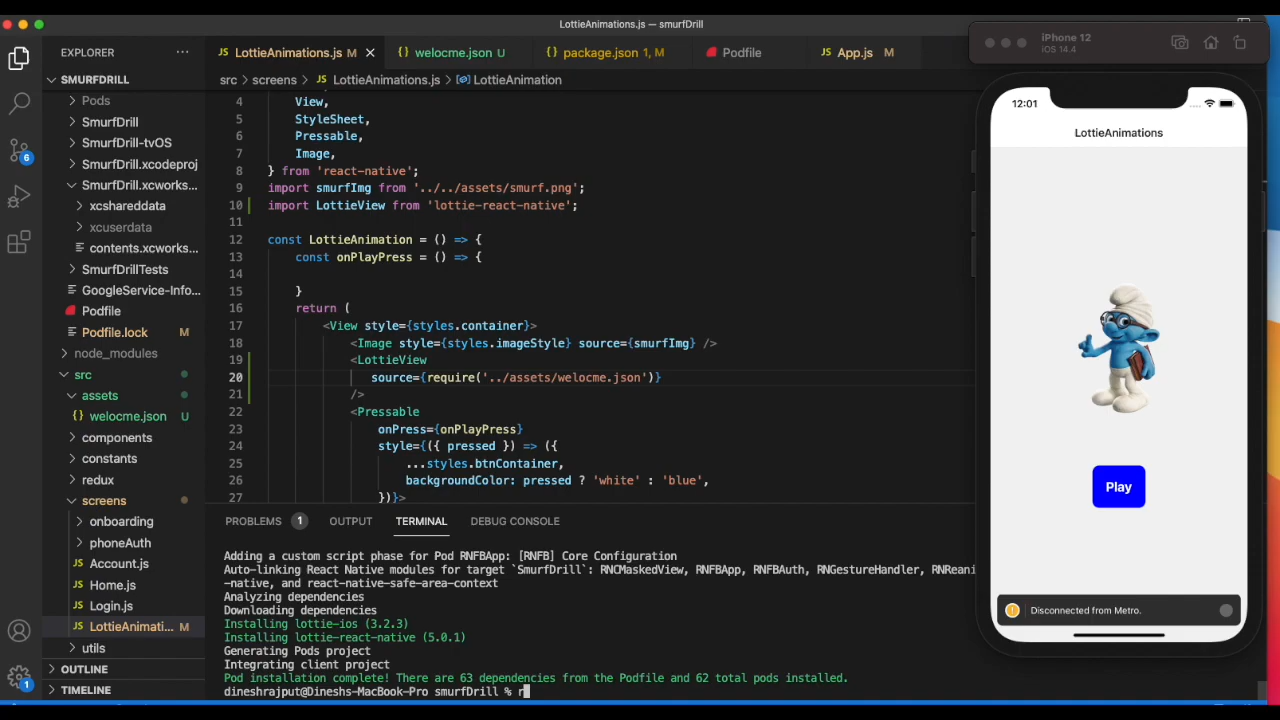 LottieAnimations.js — smurfDrill
EXPLORER
LottieAnimations.js M
welocme.json U
package.json 1, M
Podfile
App.js M
iPhone 12
iOS 14.4
SMURFDRILL
src > screens > JS LottieAnimations.js > LottieAnimation
Pods
SmurfDrill
SmurfDrill-tvOS
SmurfDrill.xcodeproj
SmurfDrill.xcworks...
xcshareddata
xcuserdata
contents.xcworks...
SmurfDrillTests
GoogleService-Info...
Podfile
Podfile.lock M
node_modules
src
assets
welocme.json U
components
constants
redux
screens
onboarding
phoneAuth
JS Account.js
JS Home.js
JS Login.js
JS LottieAnimati... M
utils
OUTLINE
TIMELINE
6
1
4 View,
5 StyleSheet,
6 Pressable,
7 Image,
8 } from 'react-native';
9 import smurfImg from '../../assets/smurf.png';
10 import LottieView from 'lottie-react-native';
11
12 const LottieAnimation = () => {
13 const onPlayPress = () => {
14
15 }
16 return (
17 <View style={styles.container}>
18 <Image style={styles.imageStyle} source={smurfImg} />
19 <LottieView
20 source={require('../assets/welocme.json')}
21 />
22 <Pressable
23 onPress={onPlayPress}
24 style={({ pressed }) => ({
25 ...styles.btnContainer,
26 backgroundColor: pressed ? 'white' : 'blue',
27 })}>
PROBLEMS 1 OUTPUT TERMINAL DEBUG CONSOLE
Adding a custom script phase for Pod RNFBApp: [RNFB] Core Configuration
Auto-linking React Native modules for target `SmurfDrill`: RNCMaskedView, RNFBApp, RNFBAuth, RNGestureHandler, RNReani
-native, and react-native-safe-area-context
Analyzing dependencies
Downloading dependencies
Installing lottie-ios (3.2.3)
Installing lottie-react-native (5.0.1)
Generating Pods project
Integrating client project
Pod installation complete! There are 63 dependencies from the Podfile and 62 total pods installed.
dineshrajput@Dineshs-MacBook-Pro smurfDrill % r
12:01
LottieAnimations
Play
Disconnected from Metro.